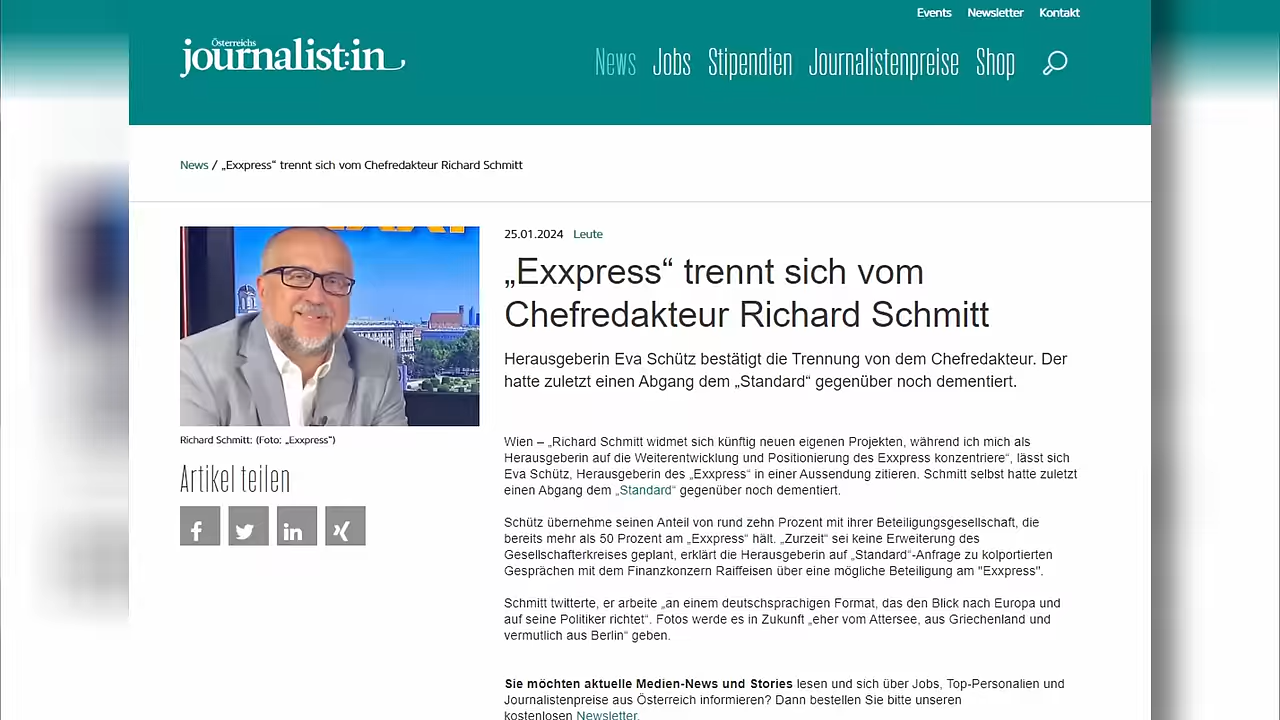 Events Newsletter Kontakt
Österreichs
journalist:in
News Jobs Stipendien Journalistenpreise Shop
News / „Exxpress“ trennt sich vom Chefredakteur Richard Schmitt
25.01.2024 Leute
„Exxpress“ trennt sich vom
Chefredakteur Richard Schmitt
Herausgeberin Eva Schütz bestätigt die Trennung von dem Chefredakteur. Der
hatte zuletzt einen Abgang dem „Standard“ gegenüber noch dementiert.
Richard Schmitt: (Foto: „Exxpress“)
Artikel teilen
Wien – „Richard Schmitt widmet sich künftig neuen eigenen Projekten, während ich mich als
Herausgeberin auf die Weiterentwicklung und Positionierung des Exxpress konzentriere“, lässt sich
Eva Schütz, Herausgeberin des „Exxpress“ in einer Aussendung zitieren. Schmitt selbst hatte zuletzt
einen Abgang dem „Standard“ gegenüber noch dementiert.
Schütz übernehme seinen Anteil von rund zehn Prozent mit ihrer Beteiligungsgesellschaft, die
bereits mehr als 50 Prozent am „Exxpress“ hält. „Zurzeit“ sei keine Erweiterung des
Gesellschafterkreises geplant, erklärt die Herausgeberin auf „Standard“-Anfrage zu kolportierten
Gesprächen mit dem Finanzkonzern Raiffeisen über eine mögliche Beteiligung am "Exxpress".
Schmitt twitterte, er arbeite „an einem deutschsprachigen Format, das den Blick nach Europa und
auf seine Politiker richtet“. Fotos werde es in Zukunft „eher vom Attersee, aus Griechenland und
vermutlich aus Berlin“ geben.
Sie möchten aktuelle Medien-News und Stories lesen und sich über Jobs, Top-Personalien und
Journalistenpreise aus Österreich informieren? Dann bestellen Sie bitte unseren
kostenlosen Newsletter.